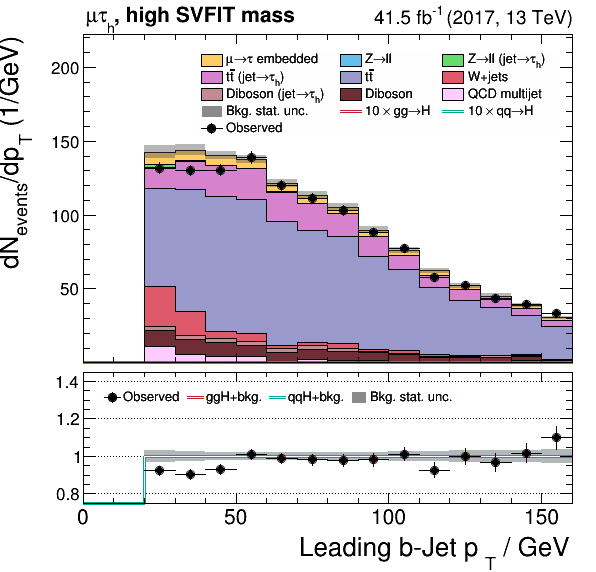 μτh, high SVFIT mass 41.5 fb⁻¹ (2017, 13 TeV)
dNevents/dpT (1/GeV)
200
150
100
50
μ→τ embedded Z→ll Z→ll (jet→τh)
tt̄ (jet→τh) tt̄ W+jets
Diboson (jet→τh) Diboson QCD multijet
Bkg. stat. unc. 10 × gg→H 10 × qq→H
Observed
1.4
1.2
1
0.8
Observed ggH+bkg. qqH+bkg. Bkg. stat. unc.
0 50 100 150
Leading b-Jet pT / GeV